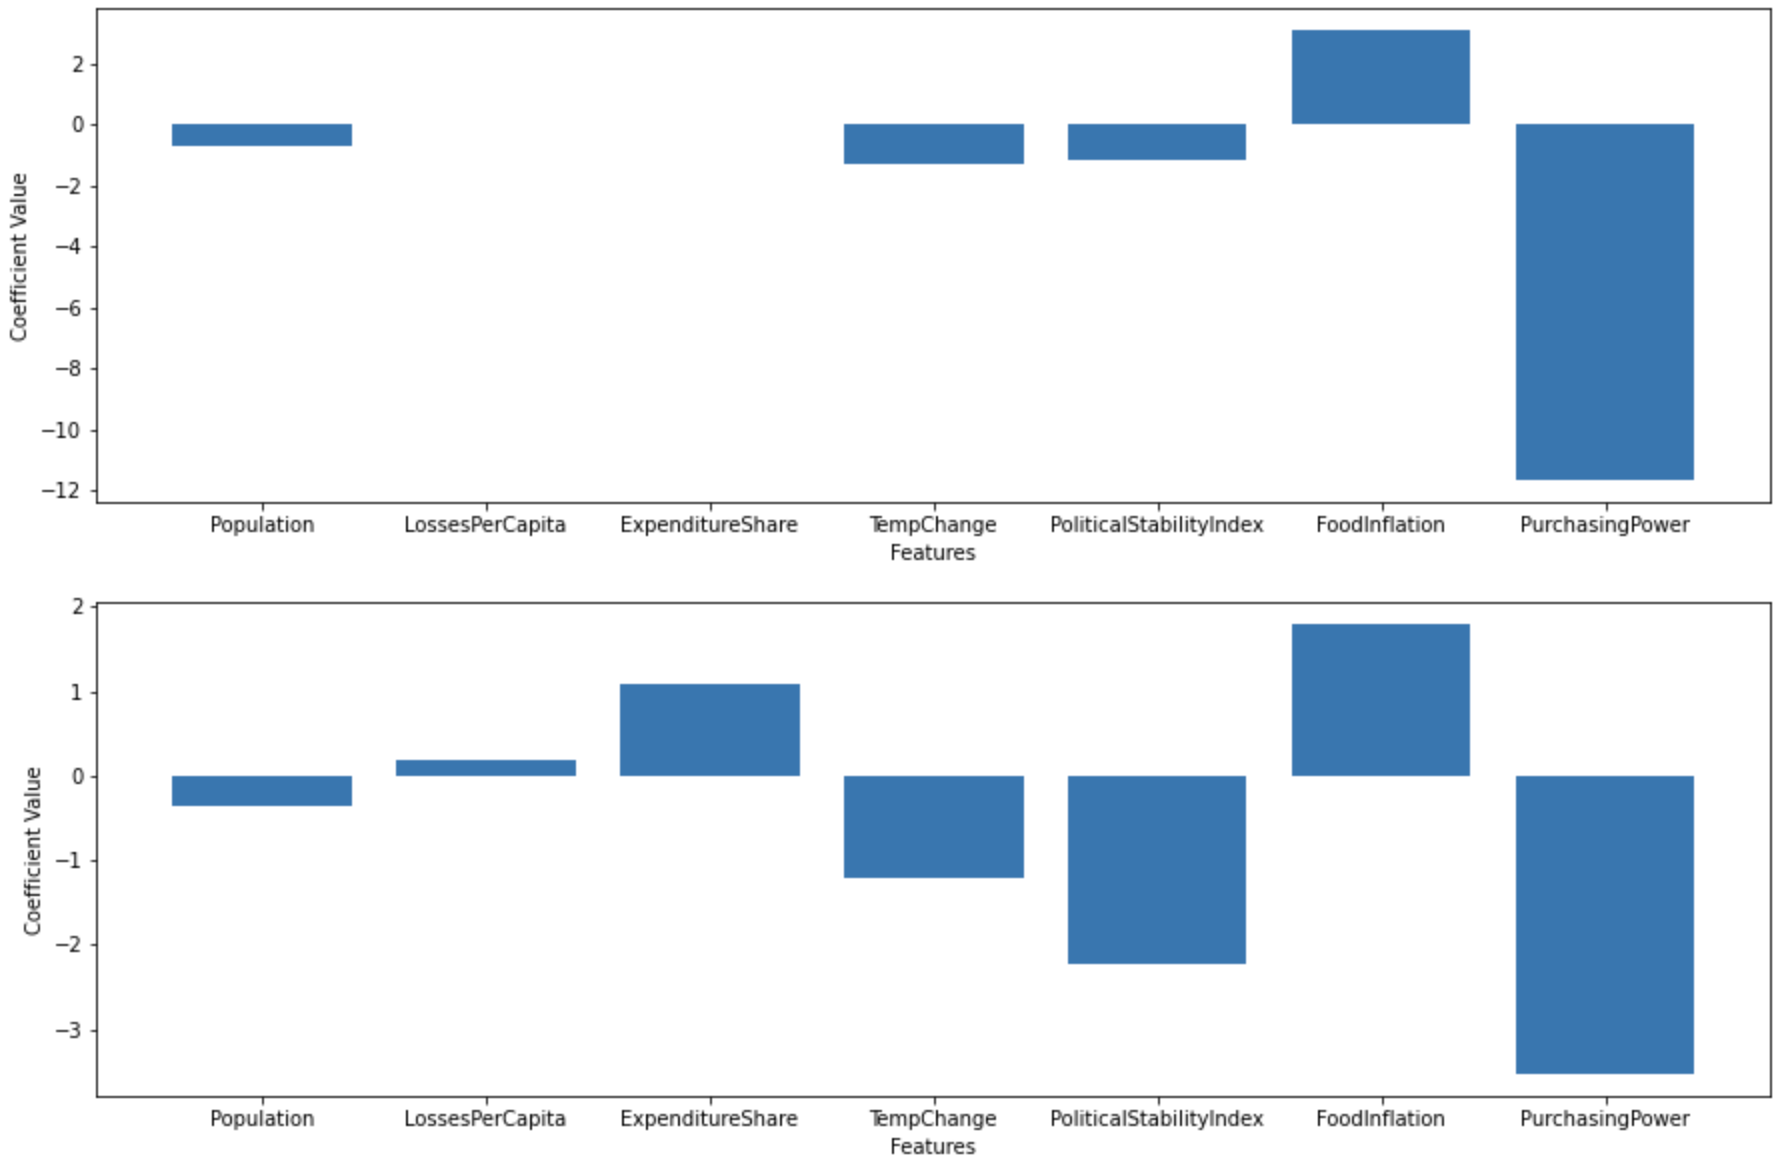 2
0
−2
−4
−6
−8
−10
−12
Coefficient Value
Population LossesPerCapita ExpenditureShare TempChange PoliticalStabilityIndex FoodInflation PurchasingPower
Features
2
1
0
−1
−2
−3
Coefficient Value
Population LossesPerCapita ExpenditureShare TempChange PoliticalStabilityIndex FoodInflation PurchasingPower
Features